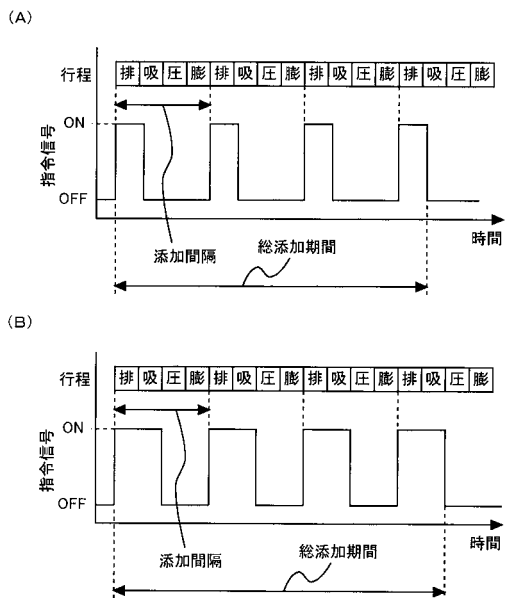 (A)
行程 排 吸 圧 膨 排 吸 圧 膨 排 吸 圧 膨 排 吸 圧 膨
ON
指令信号
OFF
時間
添加間隔
総添加期間
(B)
行程 排 吸 圧 膨 排 吸 圧 膨 排 吸 圧 膨 排 吸 圧 膨
ON
指令信号
OFF
時間
添加間隔
総添加期間